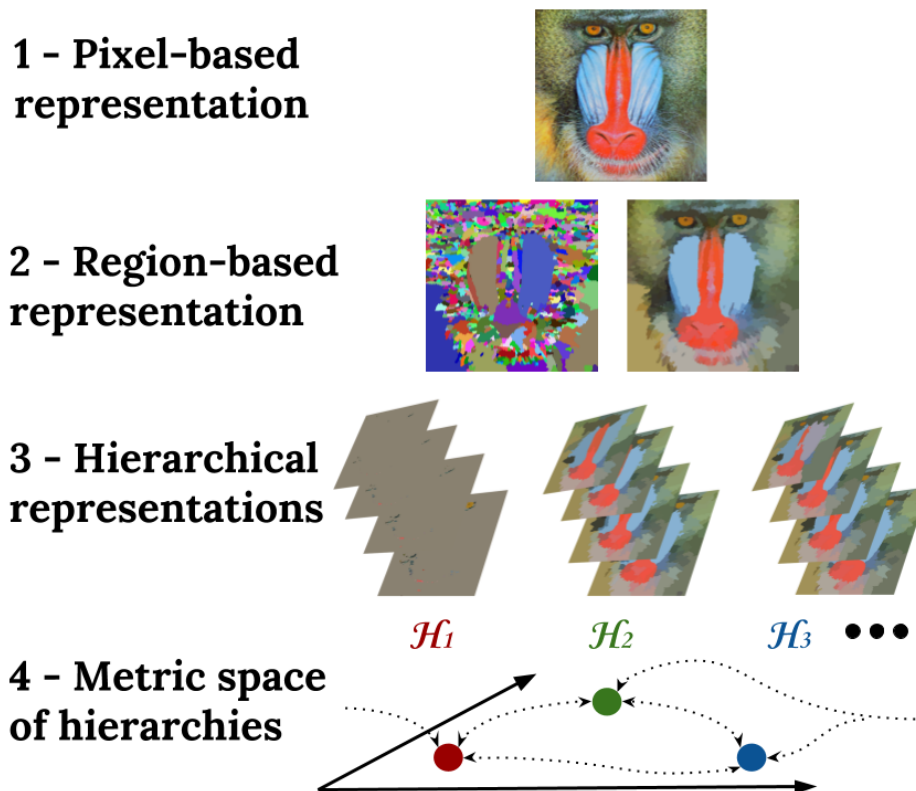 1 - Pixel-based
representation
2 - Region-based
representation
3 - Hierarchical
representations
ℋ1
ℋ2
ℋ3
4 - Metric space
of hierarchies